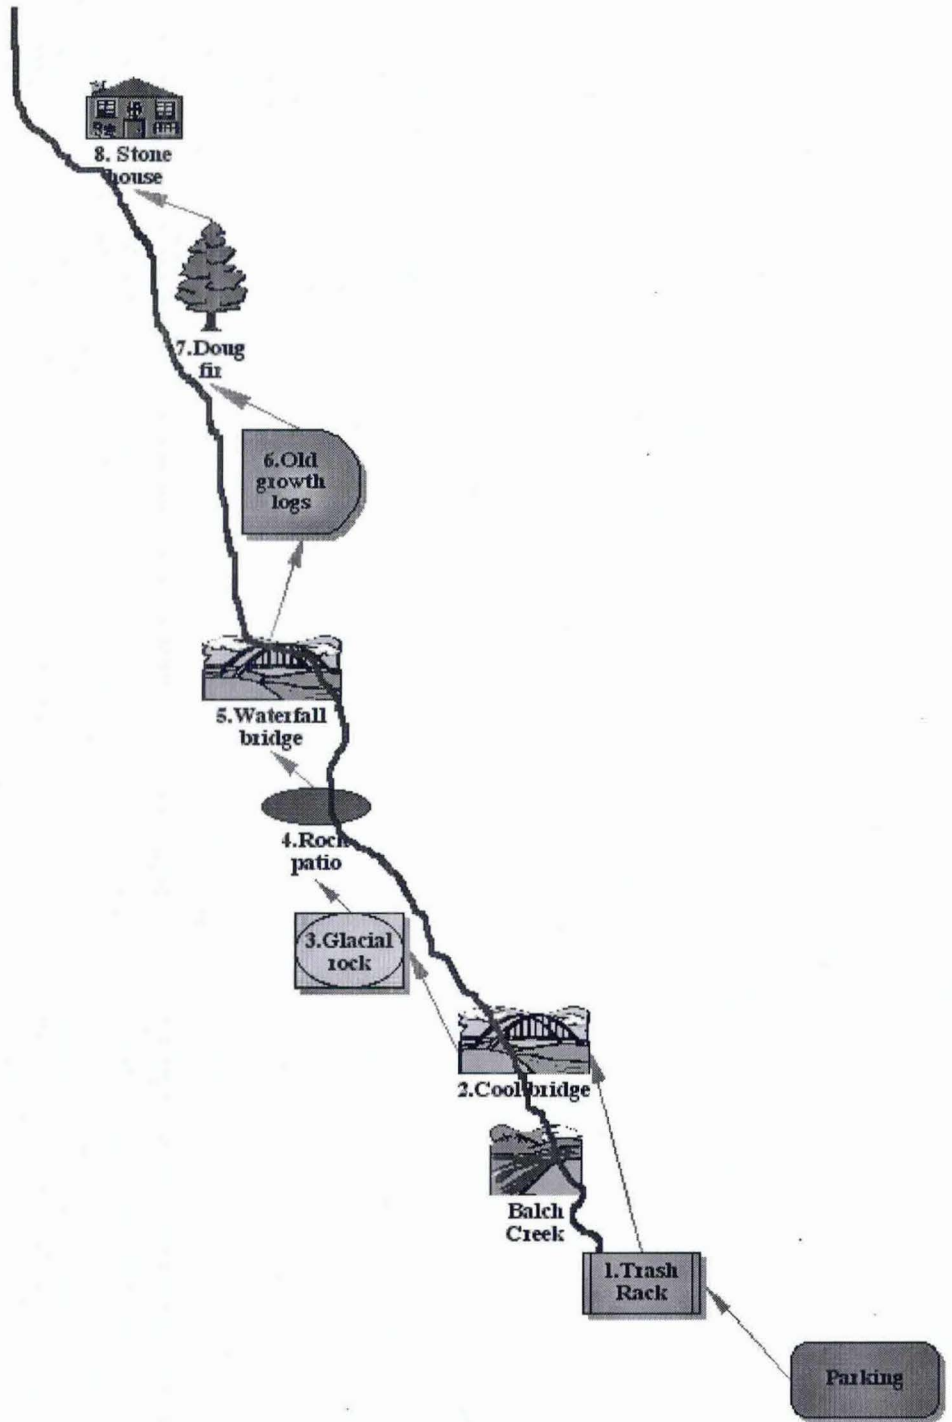 8. Stone
house
7.Doug
fir
6.Old
growth
logs
5.Waterfall
bridge
4.Rock
patio
3.Glacial
rock
2.Cool bridge
Balch
Creek
1.Trash
Rack
Parking